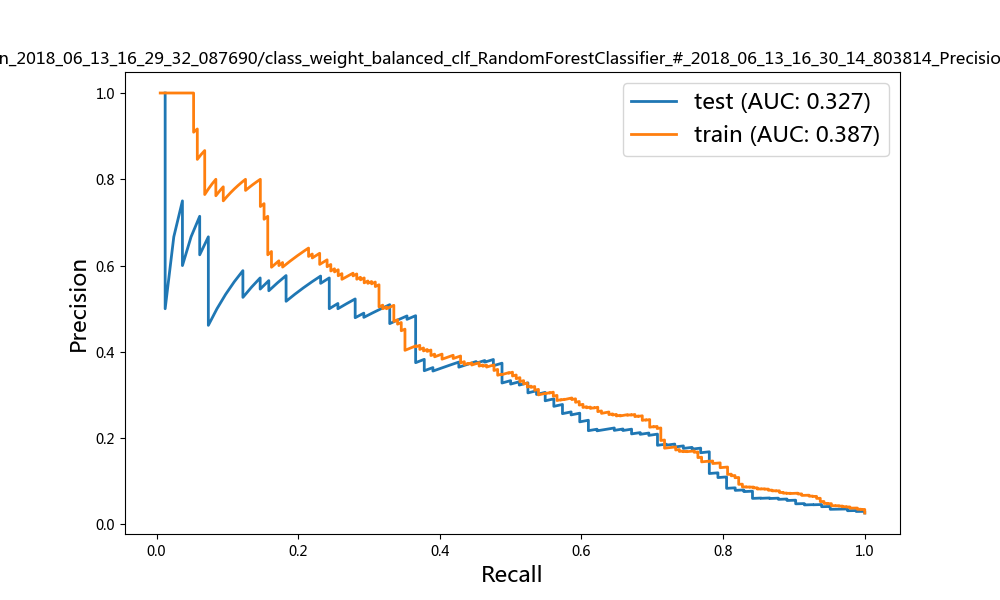 n_2018_06_13_16_29_32_087690/class_weight_balanced_clf_RandomForestClassifier_#_2018_06_13_16_30_14_803814_Precisio
test (AUC: 0.327)
train (AUC: 0.387)
1.0
0.8
0.6
0.4
0.2
0.0
Precision
0.0 0.2 0.4 0.6 0.8 1.0
Recall